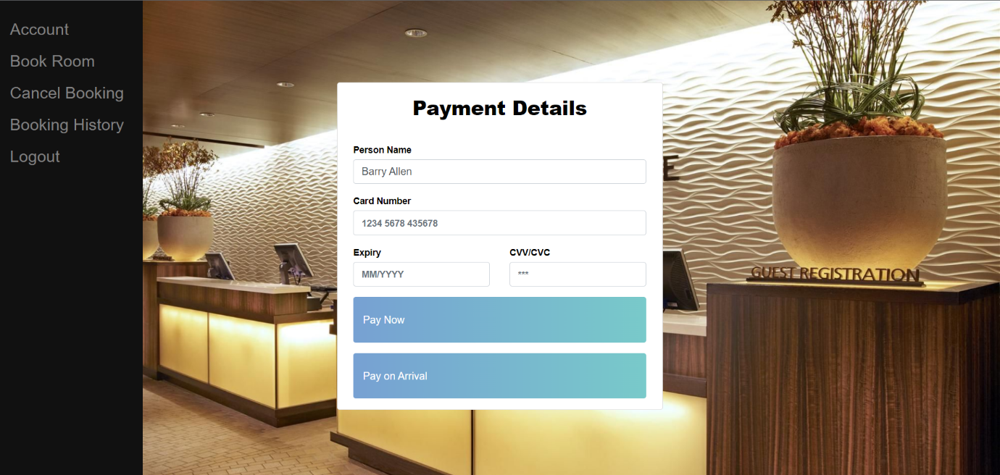 Account
Book Room
Cancel Booking
Booking History
Logout
Payment Details
Person Name
Barry Allen
Card Number
1234 5678 435678
Expiry
CVV/CVC
MM/YYYY
***
Pay Now
Pay on Arrival
E
GUEST REGISTRATION